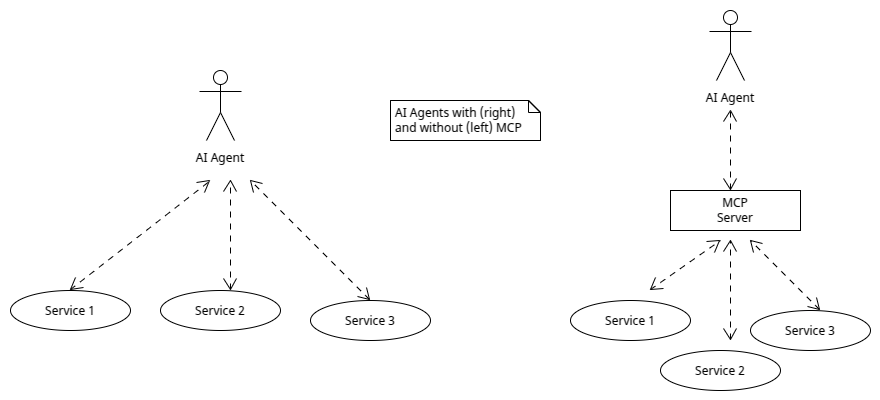 AI Agent
Service 1
Service 2
Service 3
AI Agents with (right)
and without (left) MCP
AI Agent
MCP
Server
Service 1
Service 2
Service 3